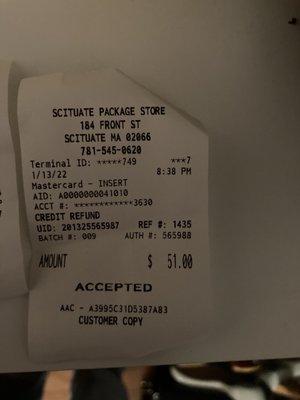 SCITUATE PACKAGE STORE
184 FRONT ST
SCITUATE MA 02066
781-545-0620
Terminal ID: *****749 ***7
1/13/22 8:38 PM
Mastercard - INSERT
AID: A0000000041010
ACCT #: ************3630
CREDIT REFUND
UID: 201325565987 REF #: 1435
BATCH #: 009 AUTH #: 565988
AMOUNT $ 51.00
ACCEPTED
AAC - A3995C31D5387A83
CUSTOMER COPY